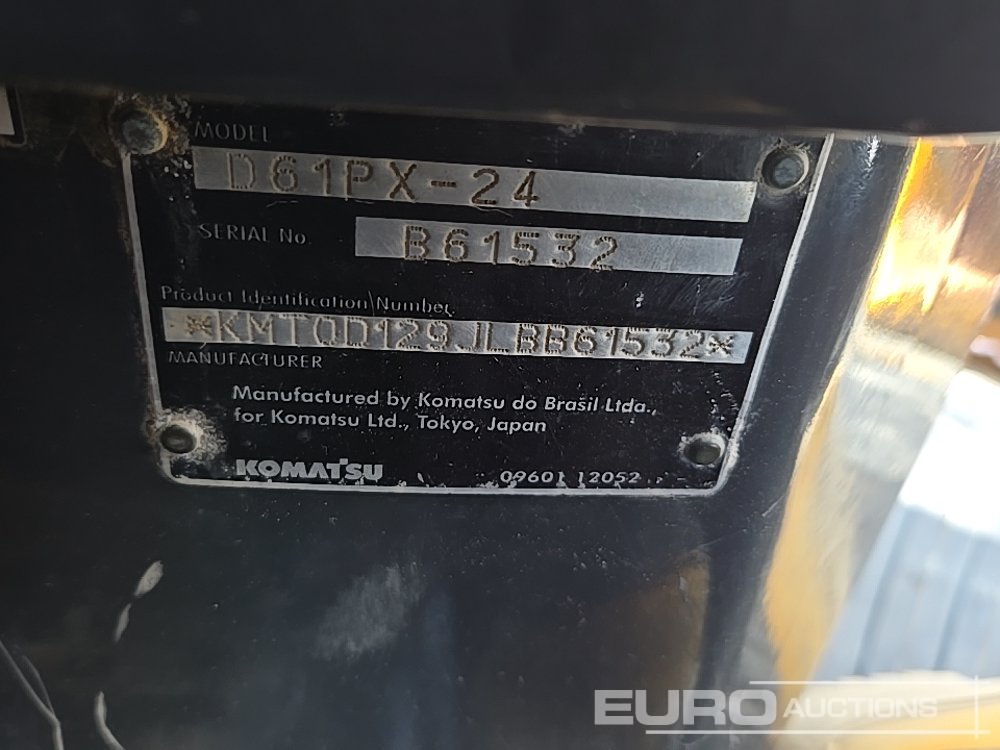 MODEL
D61PX-24
SERIAL No.
B61532
Product Identification Number
*KMT0D129JLBB61532*
MANUFACTURER
Manufactured by Komatsu do Brasil Ltda.,
for Komatsu Ltd., Tokyo, Japan
KOMATSU
09601 12052
EURO AUCTIONS